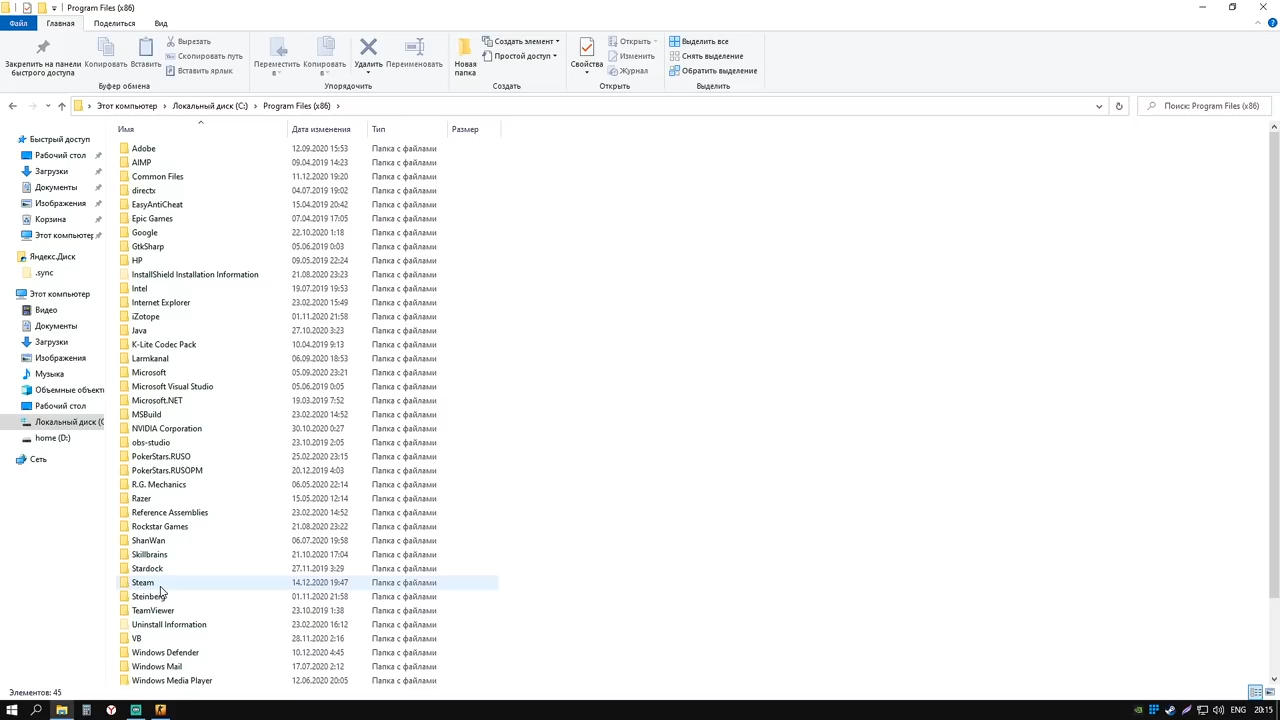 Program Files (x86)
Файл Главная Поделиться Вид
Закрепить на панели быстрого доступа
Копировать
Вставить
Вырезать
Скопировать путь
Вставить ярлык
Буфер обмена
Переместить в
Копировать в
Удалить
Переименовать
Упорядочить
Новая папка
Создать элемент
Простой доступ
Создать
Свойства
Открыть
Изменить
Журнал
Открыть
Выделить все
Снять выделение
Обратить выделение
Выделить
Этот компьютер > Локальный диск (C:) > Program Files (x86) >
Поиск: Program Files (x86)
Быстрый доступ
Рабочий стол
Загрузки
Документы
Изображения
Корзина
Этот компьютер
Яндекс.Диск
.sync
Этот компьютер
Видео
Документы
Загрузки
Изображения
Музыка
Объемные объект
Рабочий стол
Локальный диск (C
home (D:)
Сеть
Имя Дата изменения Тип Размер
Adobe 12.09.2020 15:53 Папка с файлами
AIMP 09.04.2019 14:23 Папка с файлами
Common Files 11.12.2020 19:20 Папка с файлами
directx 04.07.2019 19:02 Папка с файлами
EasyAntiCheat 15.04.2019 20:42 Папка с файлами
Epic Games 07.04.2019 17:05 Папка с файлами
Google 22.10.2020 1:18 Папка с файлами
GtkSharp 05.06.2019 0:03 Папка с файлами
HP 09.05.2019 22:24 Папка с файлами
InstallShield Installation Information 21.08.2020 23:23 Папка с файлами
Intel 19.07.2019 19:53 Папка с файлами
Internet Explorer 23.02.2020 15:49 Папка с файлами
iZotope 01.11.2020 21:58 Папка с файлами
Java 27.10.2020 3:23 Папка с файлами
K-Lite Codec Pack 10.04.2019 9:13 Папка с файлами
Larmkanal 06.09.2020 18:53 Папка с файлами
Microsoft 05.09.2020 23:21 Папка с файлами
Microsoft Visual Studio 05.06.2019 0:05 Папка с файлами
Microsoft.NET 19.03.2019 7:52 Папка с файлами
MSBuild 23.02.2020 14:52 Папка с файлами
NVIDIA Corporation 30.10.2020 0:27 Папка с файлами
obs-studio 23.10.2019 2:05 Папка с файлами
PokerStars.RUSO 25.02.2020 23:15 Папка с файлами
PokerStars.RUSOPM 20.12.2019 4:03 Папка с файлами
R.G. Mechanics 06.05.2020 22:14 Папка с файлами
Razer 15.05.2020 12:14 Папка с файлами
Reference Assemblies 23.02.2020 14:52 Папка с файлами
Rockstar Games 21.08.2020 23:22 Папка с файлами
ShanWan 06.07.2020 19:58 Папка с файлами
Skillbrains 21.10.2020 17:04 Папка с файлами
Stardock 27.11.2019 3:29 Папка с файлами
Steam 14.12.2020 19:47 Папка с файлами
Steinberg 01.11.2020 21:58 Папка с файлами
TeamViewer 23.10.2019 1:38 Папка с файлами
Uninstall Information 23.02.2020 16:12 Папка с файлами
VB 28.11.2020 2:16 Папка с файлами
Windows Defender 10.12.2020 4:45 Папка с файлами
Windows Mail 17.07.2020 2:12 Папка с файлами
Windows Media Player 12.06.2020 20:05 Папка с файлами
Элементов: 45
ENG 20:15